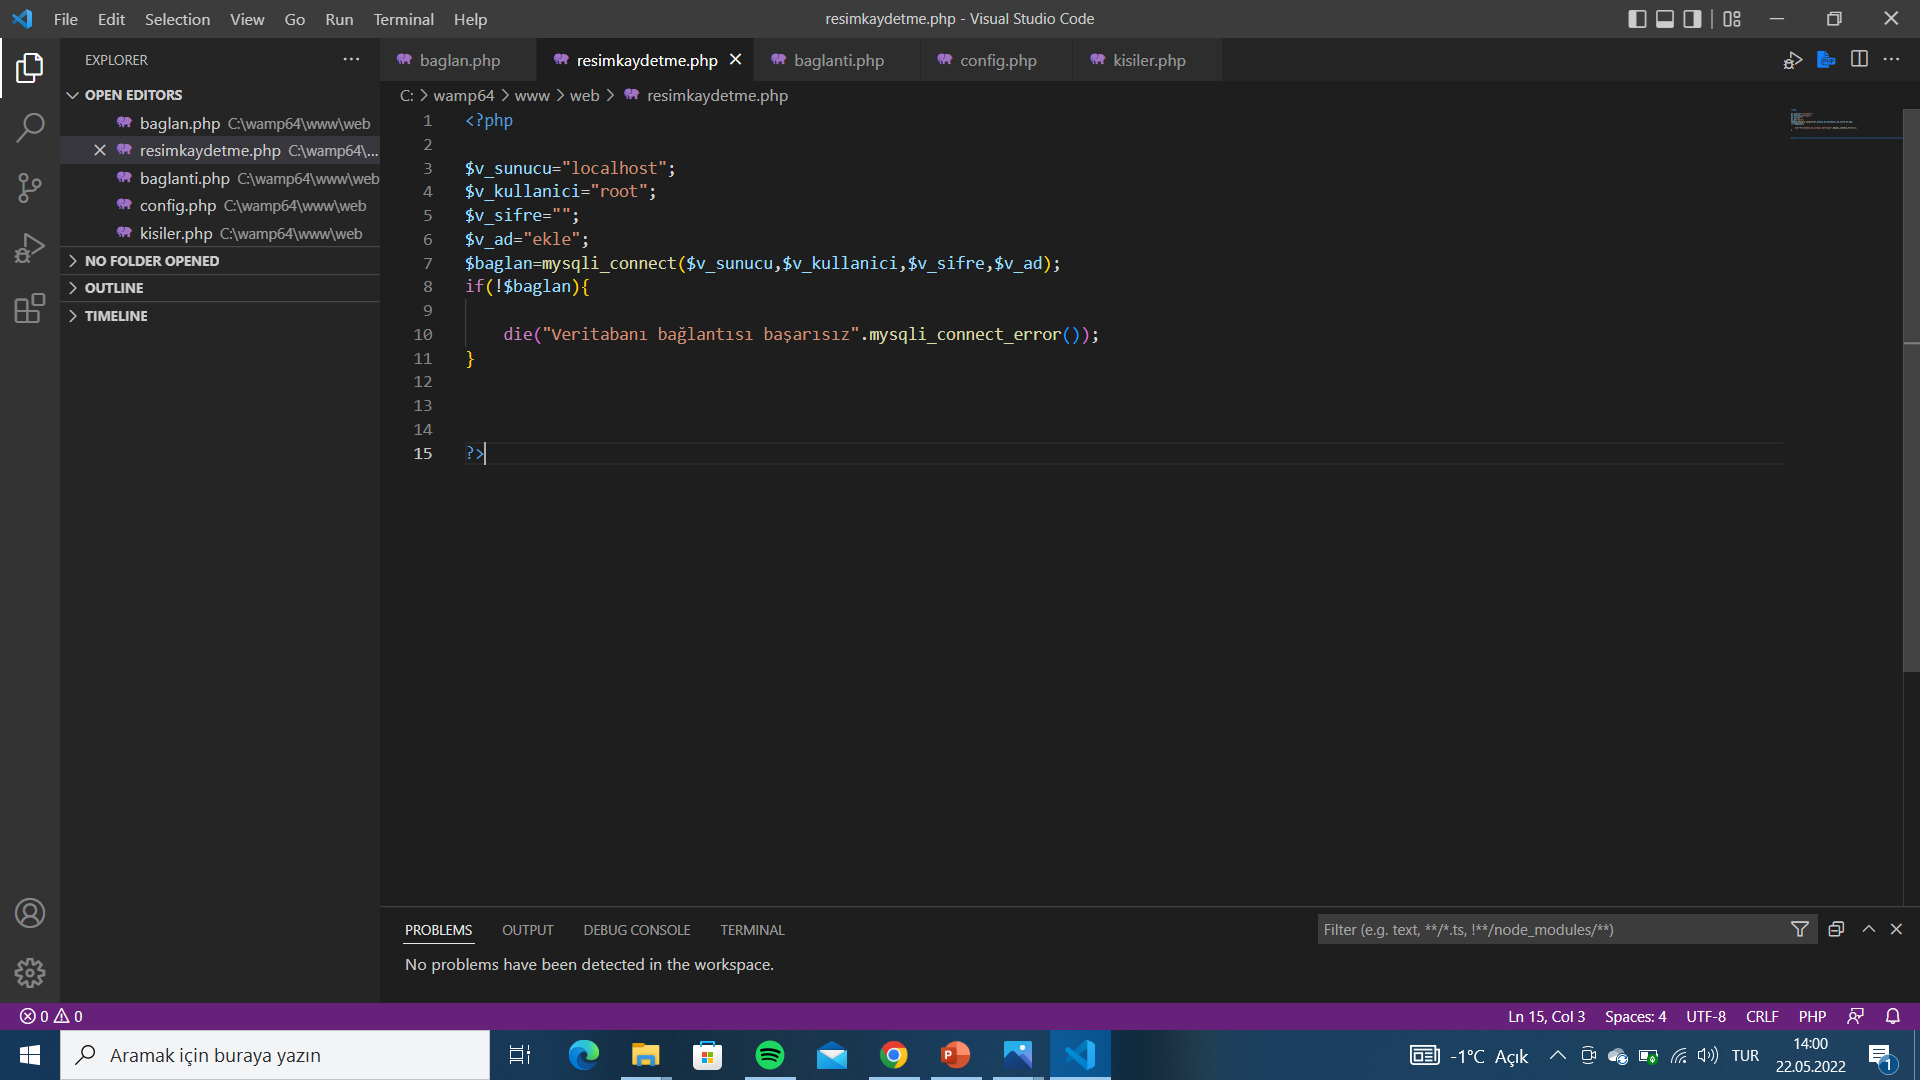 File Edit Selection View Go Run Terminal Help
resimkaydetme.php - Visual Studio Code
EXPLORER
OPEN EDITORS
baglan.php C:\wamp64\www\web
resimkaydetme.php C:\wamp64\...
baglanti.php C:\wamp64\www\web
config.php C:\wamp64\www\web
kisiler.php C:\wamp64\www\web
NO FOLDER OPENED
OUTLINE
TIMELINE
baglan.php resimkaydetme.php baglanti.php config.php kisiler.php
C: > wamp64 > www > web > resimkaydetme.php
1 <?php
2
3 $v_sunucu="localhost";
4 $v_kullanici="root";
5 $v_sifre="";
6 $v_ad="ekle";
7 $baglan=mysqli_connect($v_sunucu,$v_kullanici,$v_sifre,$v_ad);
8 if(!$baglan){
9
10 die("Veritabanı bağlantısı başarısız".mysqli_connect_error());
11 }
12
13
14
15 ?>
PROBLEMS OUTPUT DEBUG CONSOLE TERMINAL
Filter (e.g. text, **/*.ts, !**/node_modules/**)
No problems have been detected in the workspace.
0 0
Ln 15, Col 3 Spaces: 4 UTF-8 CRLF PHP
Aramak için buraya yazın
-1°C Açık
TUR
14:00
22.05.2022
1